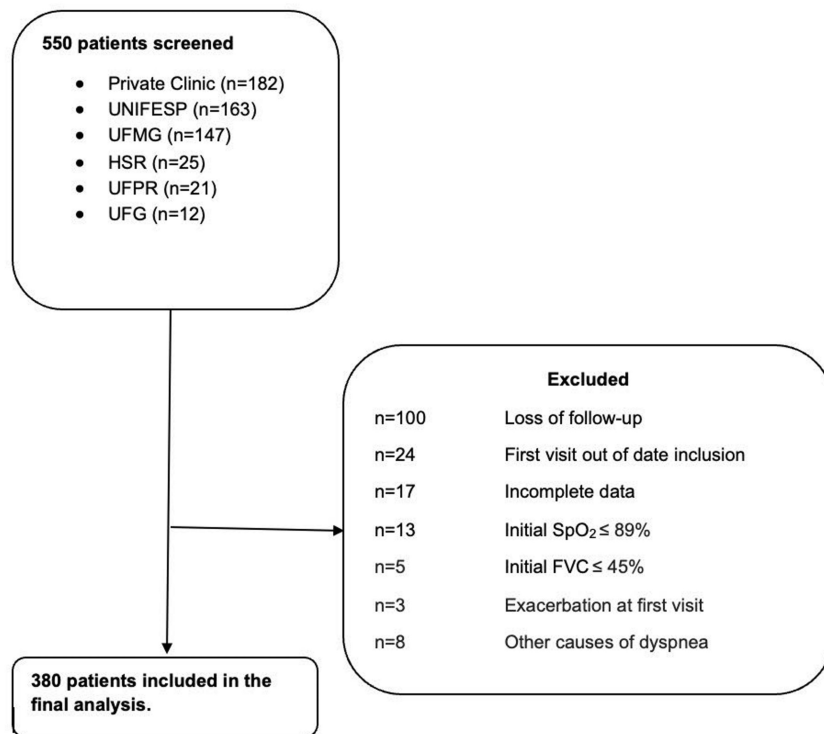 550 patients screened
• Private Clinic (n=182)
• UNIFESP (n=163)
• UFMG (n=147)
• HSR (n=25)
• UFPR (n=21)
• UFG (n=12)
Excluded
n=100 Loss of follow-up
n=24 First visit out of date inclusion
n=17 Incomplete data
n=13 Initial SpO₂ ≤ 89%
n=5 Initial FVC ≤ 45%
n=3 Exacerbation at first visit
n=8 Other causes of dyspnea
380 patients included in the
final analysis.